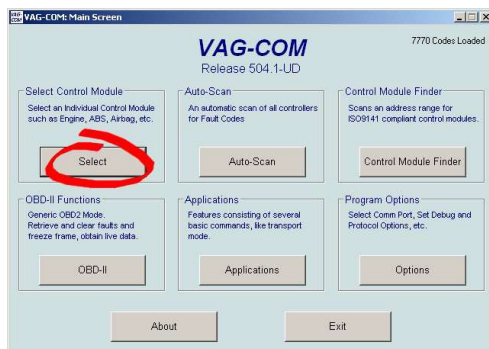 VAG-COM: Main Screen
VAG-COM
Release 504.1-UD
7770 Codes Loaded
Select Control Module
Select an Individual Control Module
such as Engine, ABS, Airbag, etc.
Select
Auto-Scan
An automatic scan of all controllers
for Fault Codes
Auto-Scan
Control Module Finder
Scans an address range for
ISO9141 compliant control modules.
Control Module Finder
OBD-II Functions
Generic OBD2 Mode.
Retrieve and clear faults and
freeze frame, obtain live data.
OBD-II
Applications
Features consisting of several
basic commands, like transport
mode.
Applications
Program Options
Select Comm Port, Set Debug and
Protocol Options, etc.
Options
About
Exit